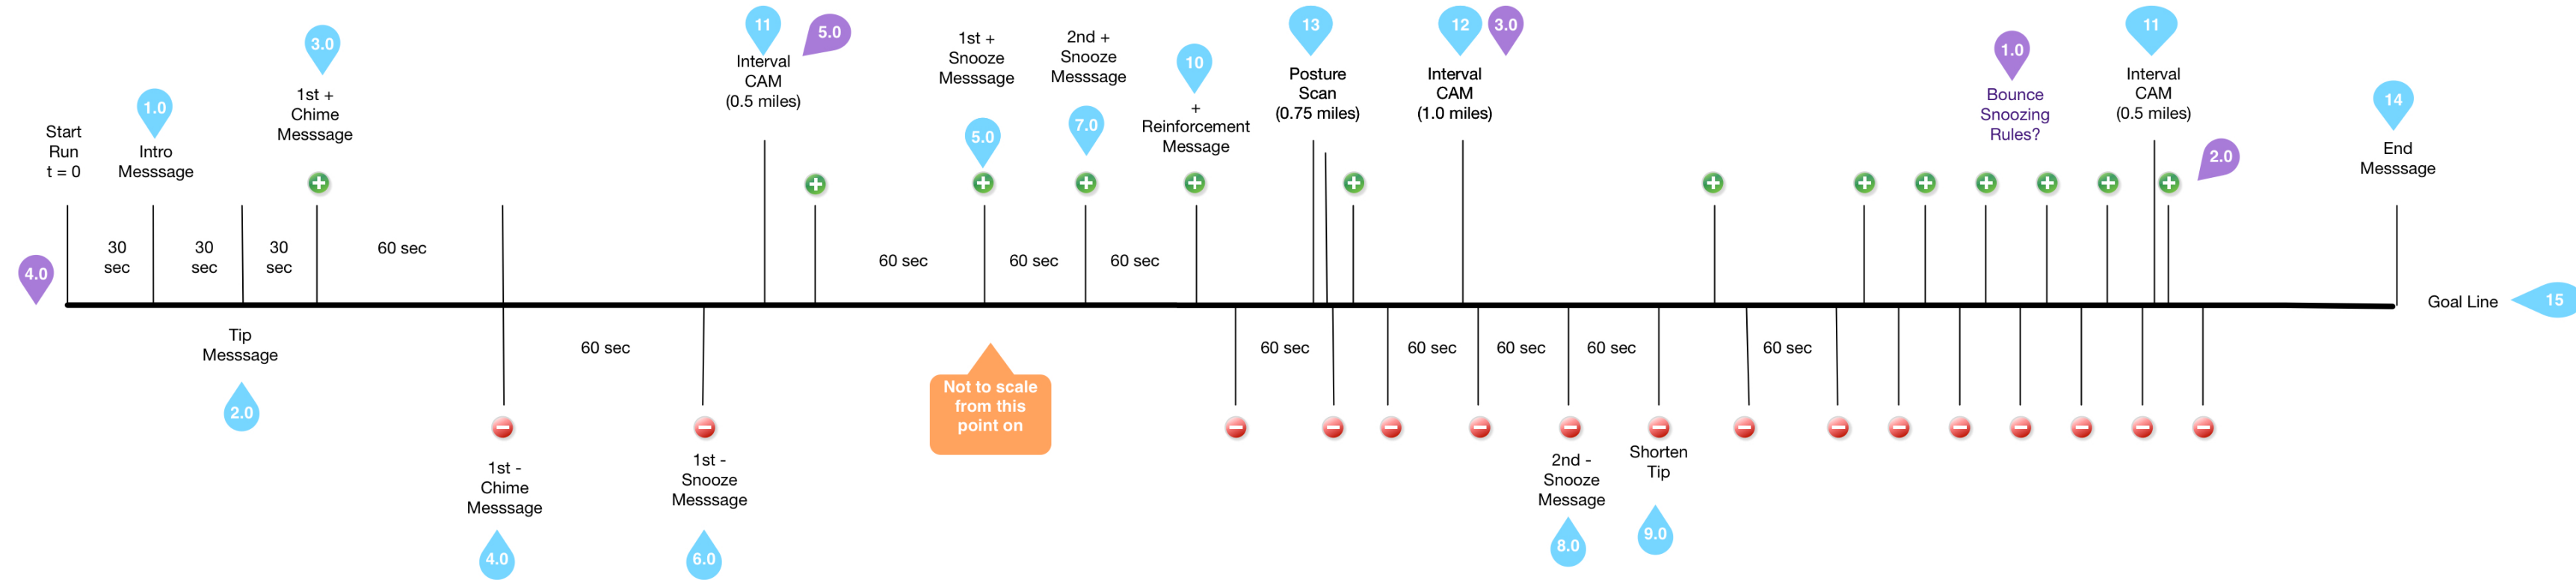 Start
Run
t = 0
4.0
1.0
Intro
Messsage
3.0
1st +
Chime
Messsage
30
sec
30
sec
30
sec
60 sec
Tip
Messsage
2.0
1st -
Chime
Messsage
4.0
60 sec
1st -
Snooze
Messsage
6.0
11
5.0
Interval
CAM
(0.5 miles)
60 sec
1st +
Snooze
Messsage
5.0
60 sec
2nd +
Snooze
Messsage
7.0
60 sec
10
+
Reinforcement
Message
Not to scale
from this
point on
13
Posture
Scan
(0.75 miles)
12
3.0
Interval
CAM
(1.0 miles)
60 sec
60 sec
60 sec
60 sec
60 sec
2nd -
Snooze
Message
8.0
Shorten
Tip
9.0
1.0
Bounce
Snoozing
Rules?
11
Interval
CAM
(0.5 miles)
2.0
14
End
Messsage
Goal Line
15